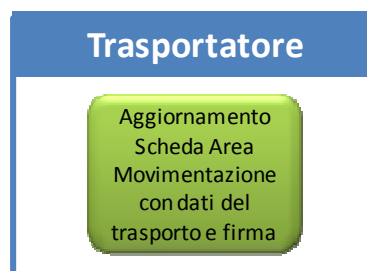 Trasportatore
Aggiornamento
Scheda Area
Movimentazione
con dati del
trasporto e firma